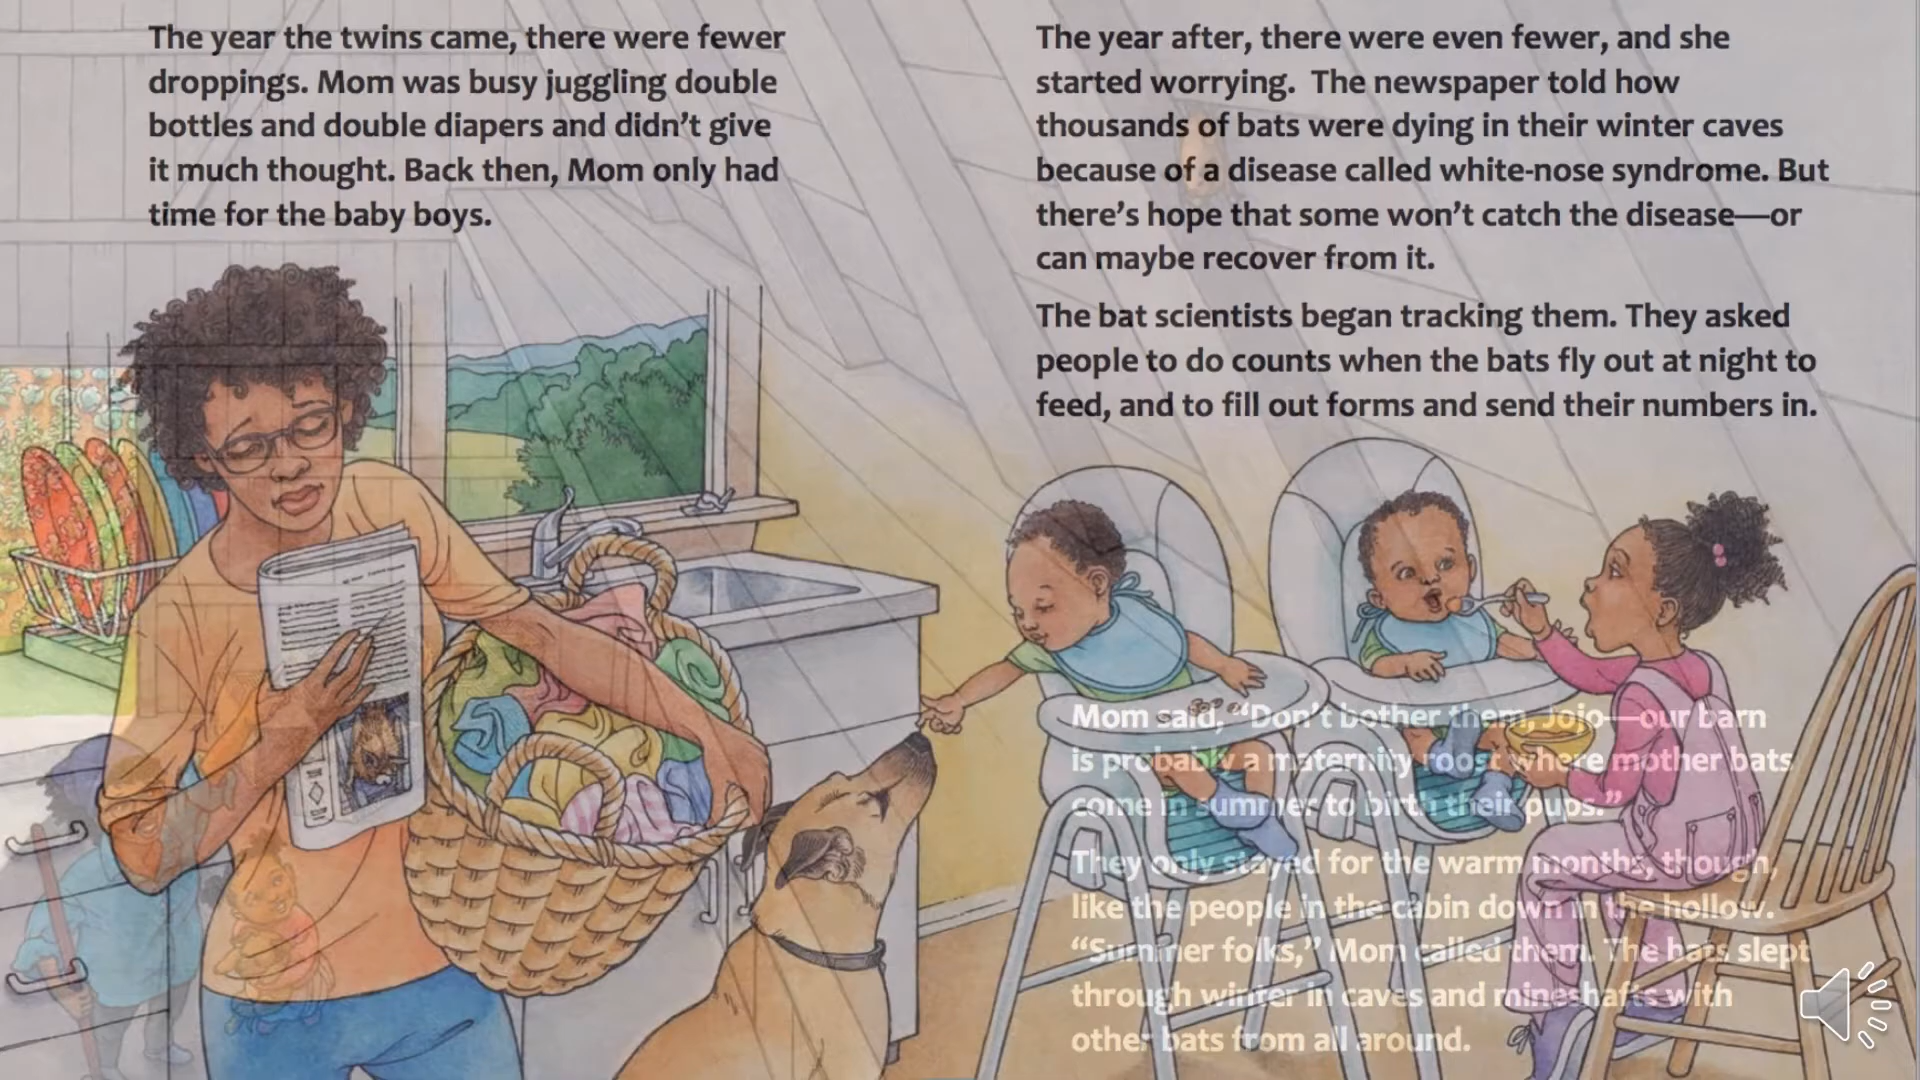 The year the twins came, there were fewer
droppings. Mom was busy juggling double
bottles and double diapers and didn't give
it much thought. Back then, Mom only had
time for the baby boys.
The year after, there were even fewer, and she
started worrying. The newspaper told how
thousands of bats were dying in their winter caves
because of a disease called white-nose syndrome. But
there's hope that some won't catch the disease—or
can maybe recover from it.
The bat scientists began tracking them. They asked
people to do counts when the bats fly out at night to
feed, and to fill out forms and send their numbers in.
Mom said, “Don't bother them, Jojo—our barn
is probably a maternity roost where mother bats
come in summer to birth their pups.”
They only stayed for the warm months, though,
like the people in the cabin down in the hollow.
“Summer folks,” Mom called them. The bats slept
through winter in caves and mineshafts with
other bats from all around.